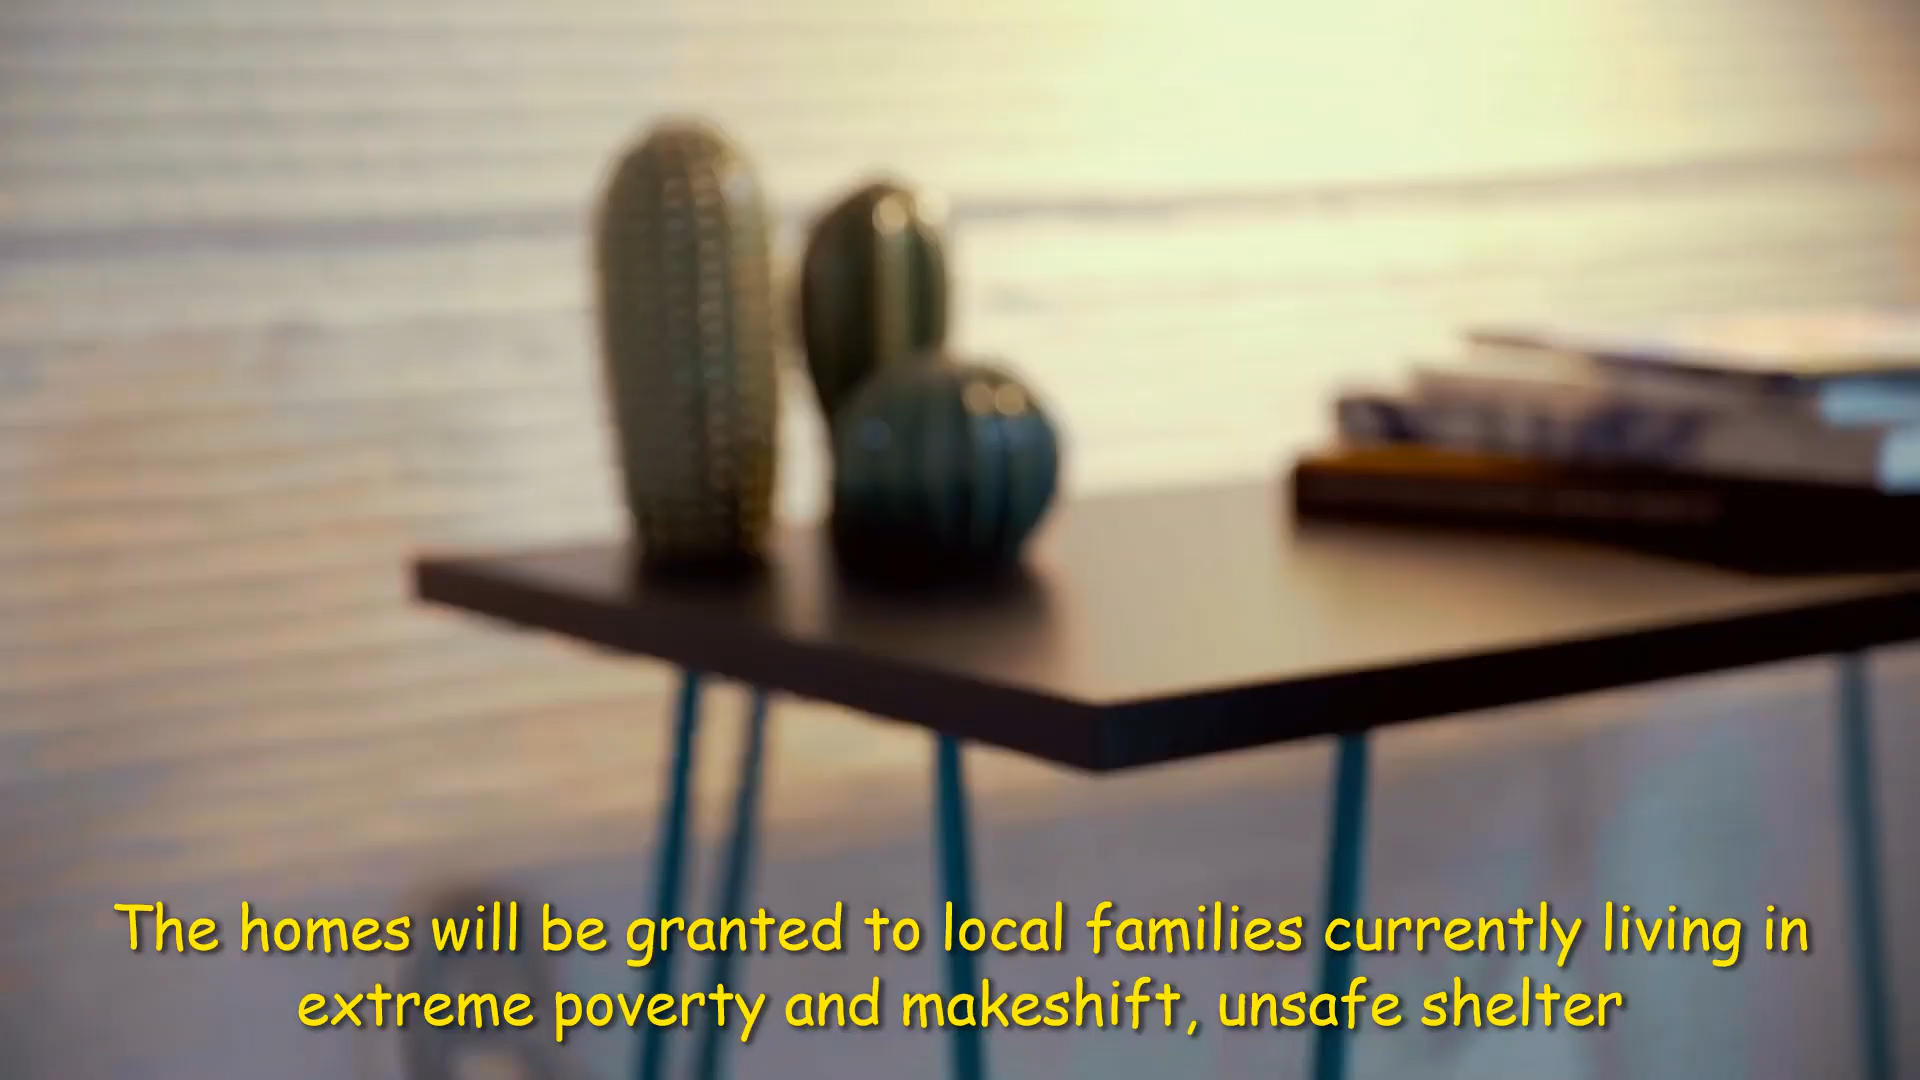 The homes will be granted to local families currently living in
extreme poverty and makeshift, unsafe shelter